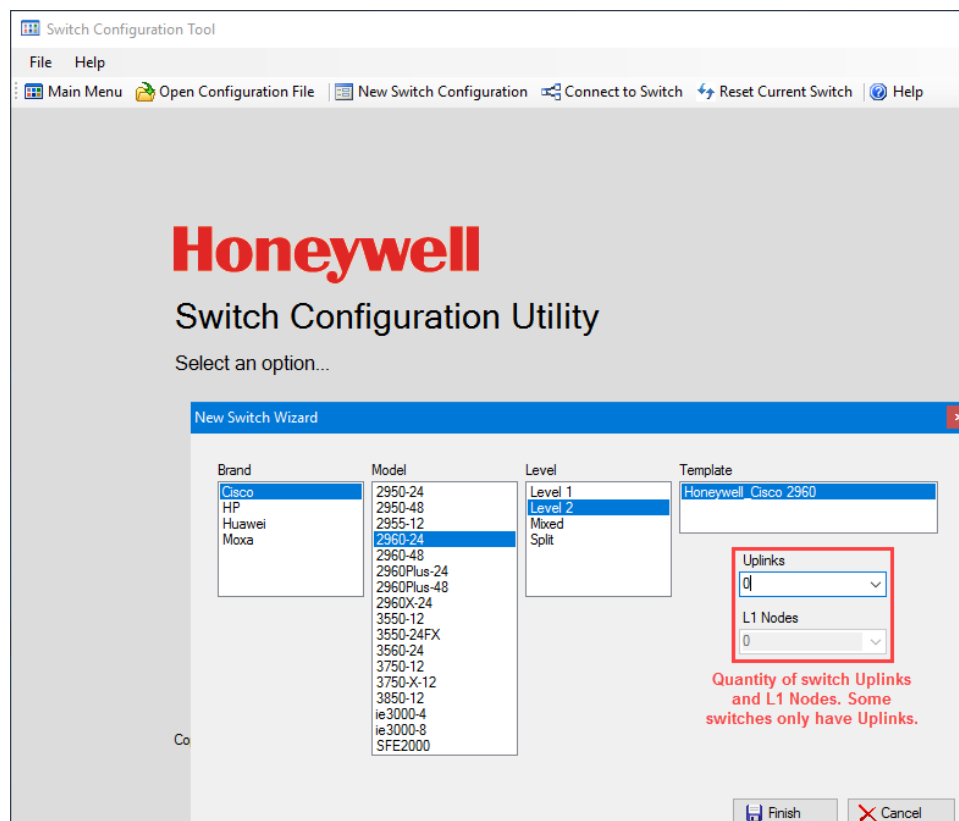 Switch Configuration Tool
File Help
Main Menu Open Configuration File New Switch Configuration Connect to Switch Reset Current Switch Help
Honeywell
Switch Configuration Utility
Select an option...
New Switch Wizard
Brand
Cisco
HP
Huawei
Moxa
Model
2950-24
2950-48
2955-12
2960-24
2960-48
2960Plus-24
2960Plus-48
2960X-24
3550-12
3550-24FX
3560-24
3750-12
3750-X-12
3850-12
ie3000-4
ie3000-8
SFE2000
Level
Level 1
Level 2
Mixed
Split
Template
Honeywell_Cisco 2960
Uplinks
0
L1 Nodes
0
Quantity of switch Uplinks
and L1 Nodes. Some
switches only have Uplinks.
Co
Finish Cancel